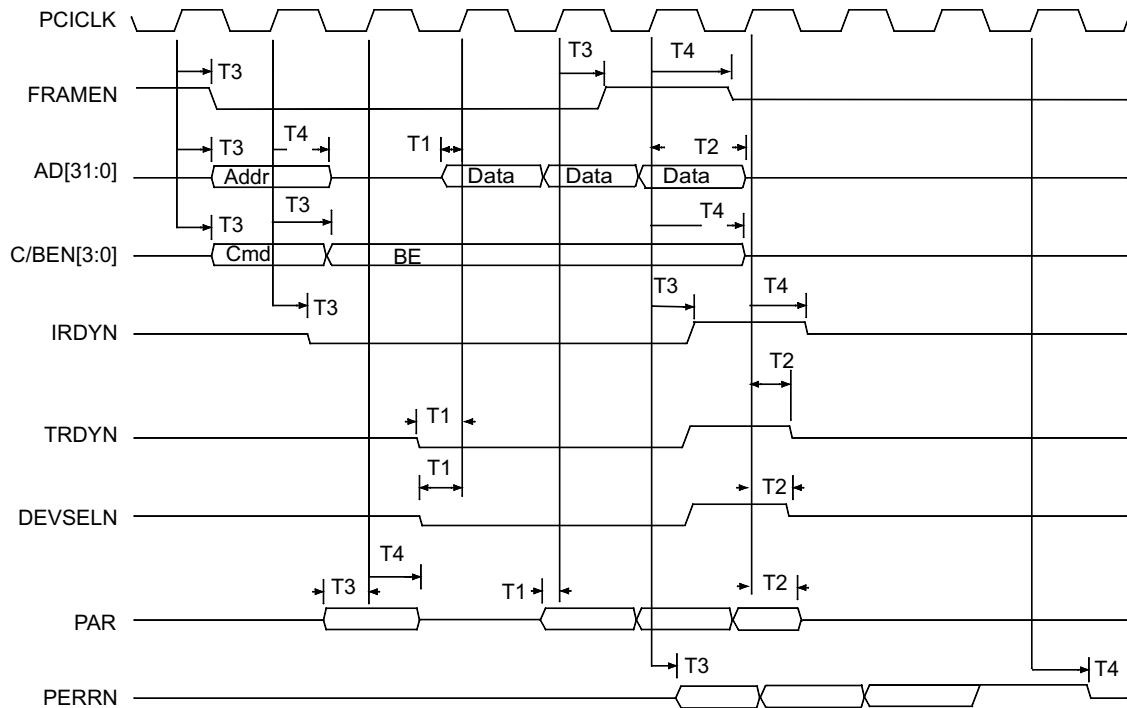 PCICLK
T3 T4
T3
FRAMEN
T3 T4 T1 T2
AD[31:0]
Addr Data Data Data
T3 T3 T4
C/BEN[3:0]
Cmd BE
T3 T3 T4
IRDYN
T2
T1
TRDYN
T1
T2
DEVSELN
T4
T3 T1 T2
PAR
T3 T4
PERRN